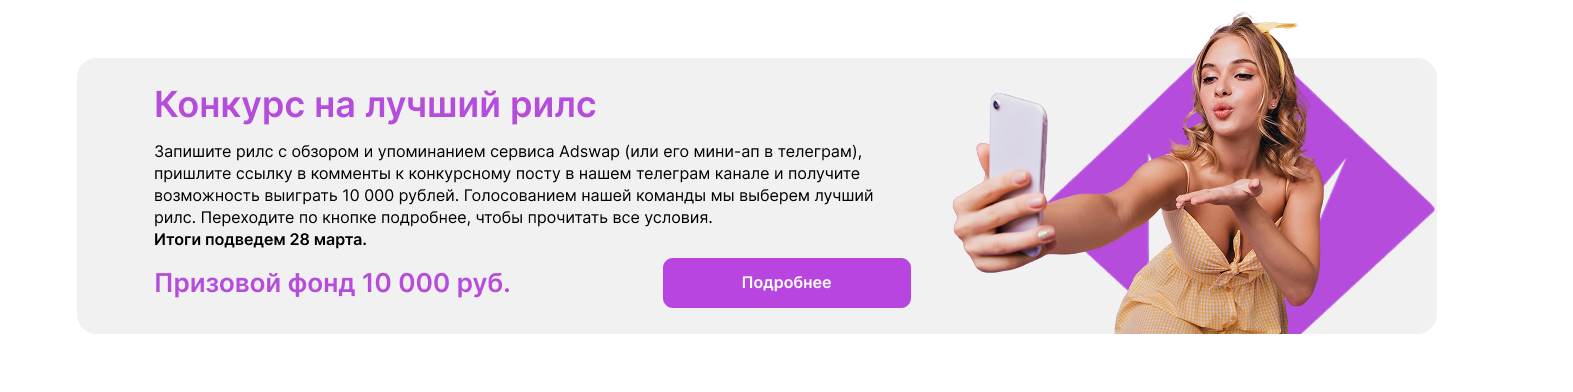 Конкурс на лучший рилс
Запишите рилс с обзором и упоминанием сервиса Adswap (или его мини-ап в телеграм),
пришлите ссылку в комменты к конкурсному посту в нашем телеграм канале и получите
возможность выиграть 10 000 рублей. Голосованием нашей команды мы выберем лучший
рилс. Переходите по кнопке подробнее, чтобы прочитать все условия.
Итоги подведем 28 марта.
Призовой фонд 10 000 руб.
Подробнее